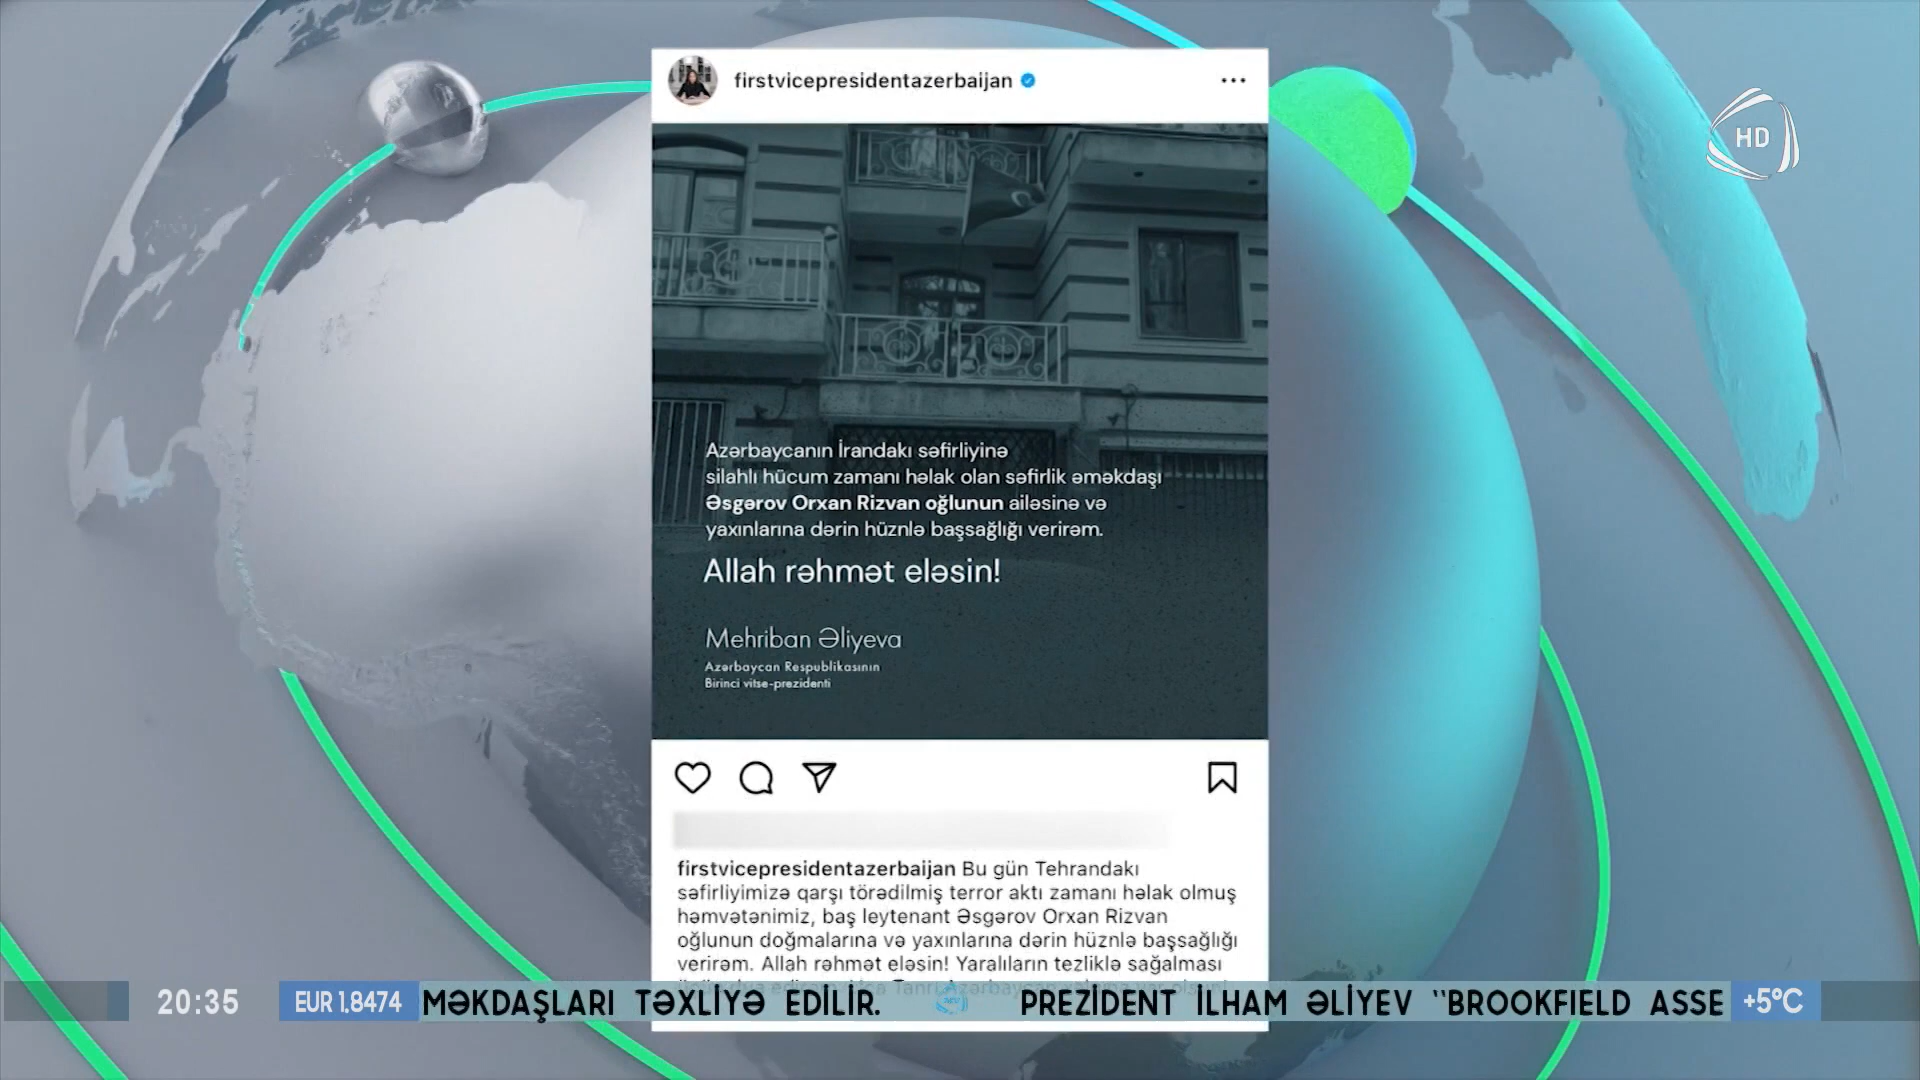 firstvicepresidentazerbaijan
HD
Azərbaycanın İrandakı səfirliyinə
silahlı hücum zamanı həlak olan səfirlik əməkdaşı
Əsgərov Orxan Rizvan oğlunun ailəsinə və
yaxınlarına dərin hüznlə başsağlığı verirəm.
Allah rəhmət eləsin!
Mehriban Əliyeva
Azərbaycan Respublikasının
Birinci vitse-prezidenti
firstvicepresidentazerbaijan Bu gün Tehrandakı
səfirliyimizə qarşı törədilmiş terror aktı zamanı həlak olmuş
həmvətənimiz, baş leytenant Əsgərov Orxan Rizvan
oğlunun doğmalarına və yaxınlarına dərin hüznlə başsağlığı
verirəm. Allah rəhmət eləsin! Yaralıların tezliklə sağalması
20:35 EUR 1,8474 MƏKDAŞLARI TƏXLİYƏ EDİLİR. PREZİDENT İLHAM ƏLİYEV "BROOKFIELD ASSE +5°C